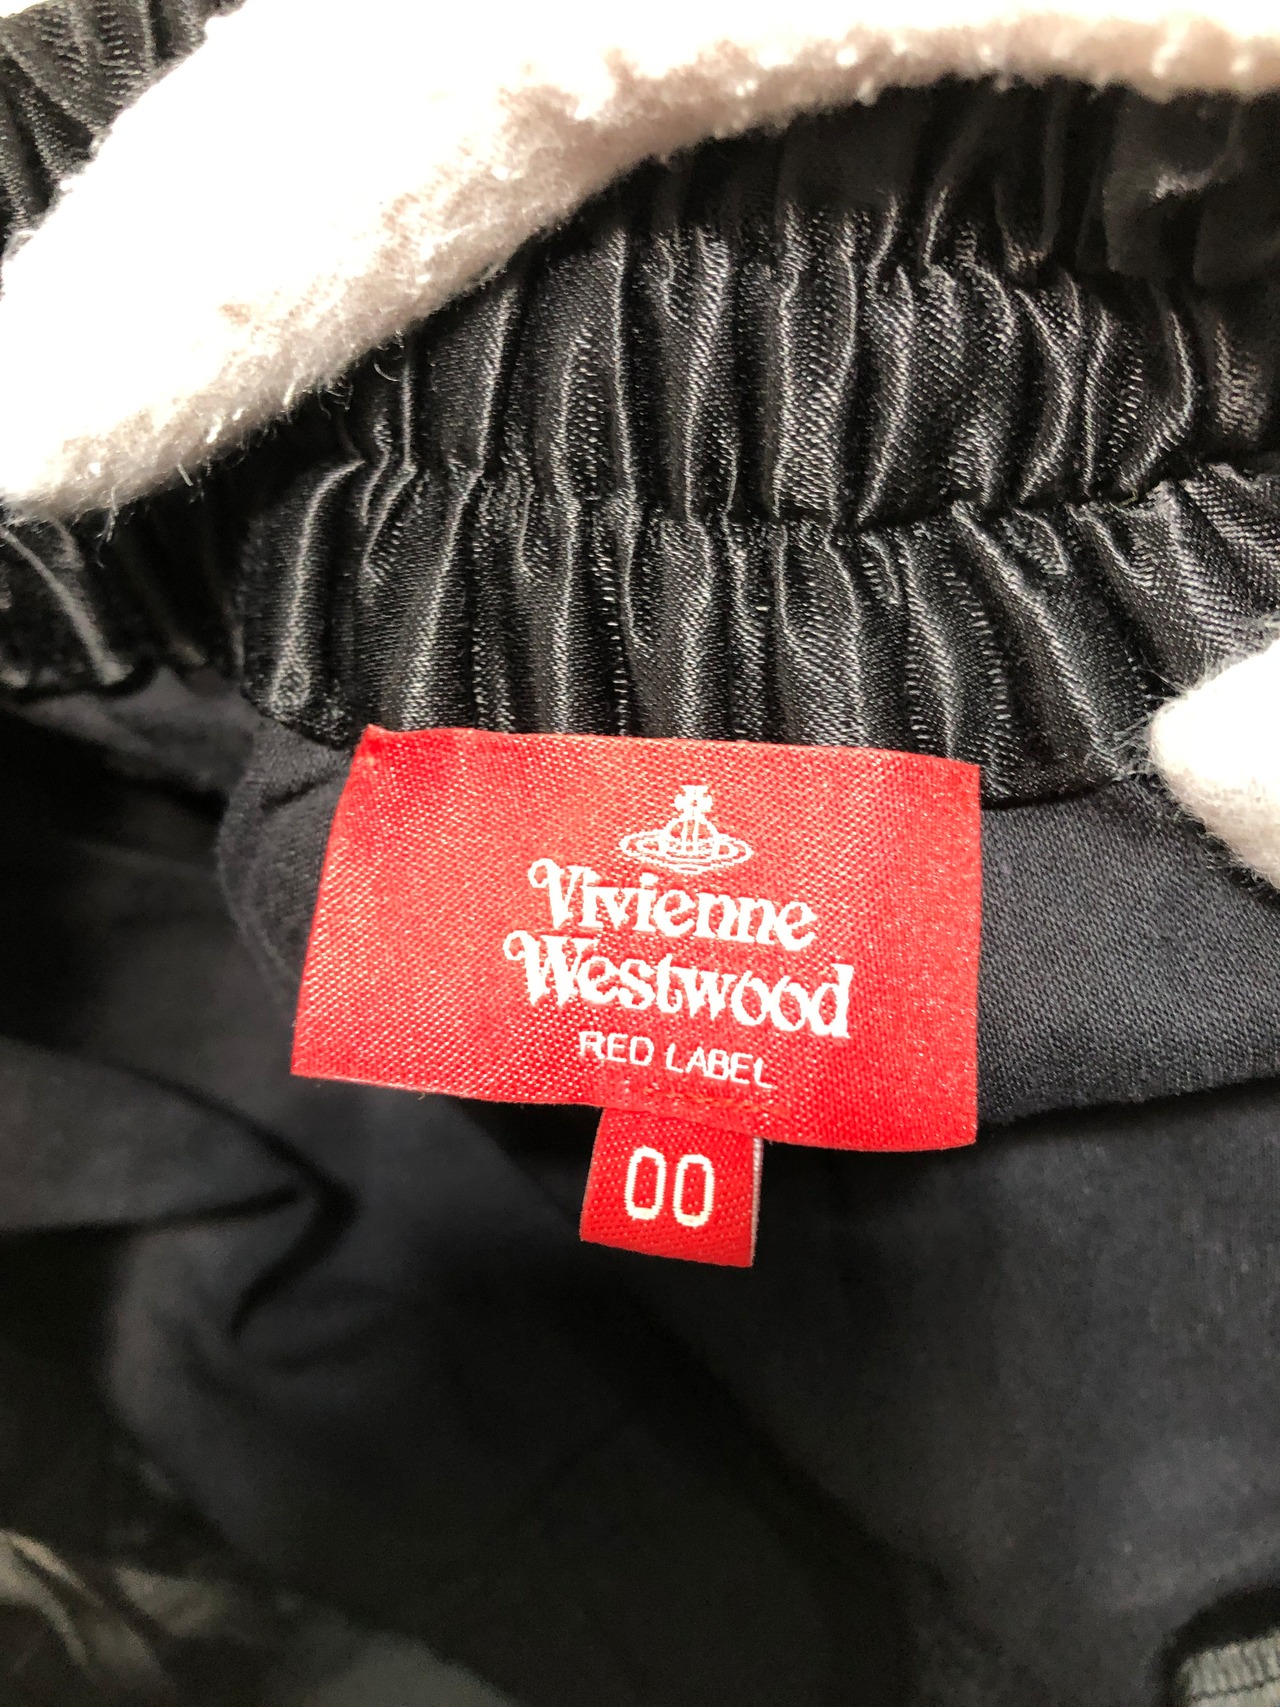 Vivienne
Westwood
RED LABEL
00